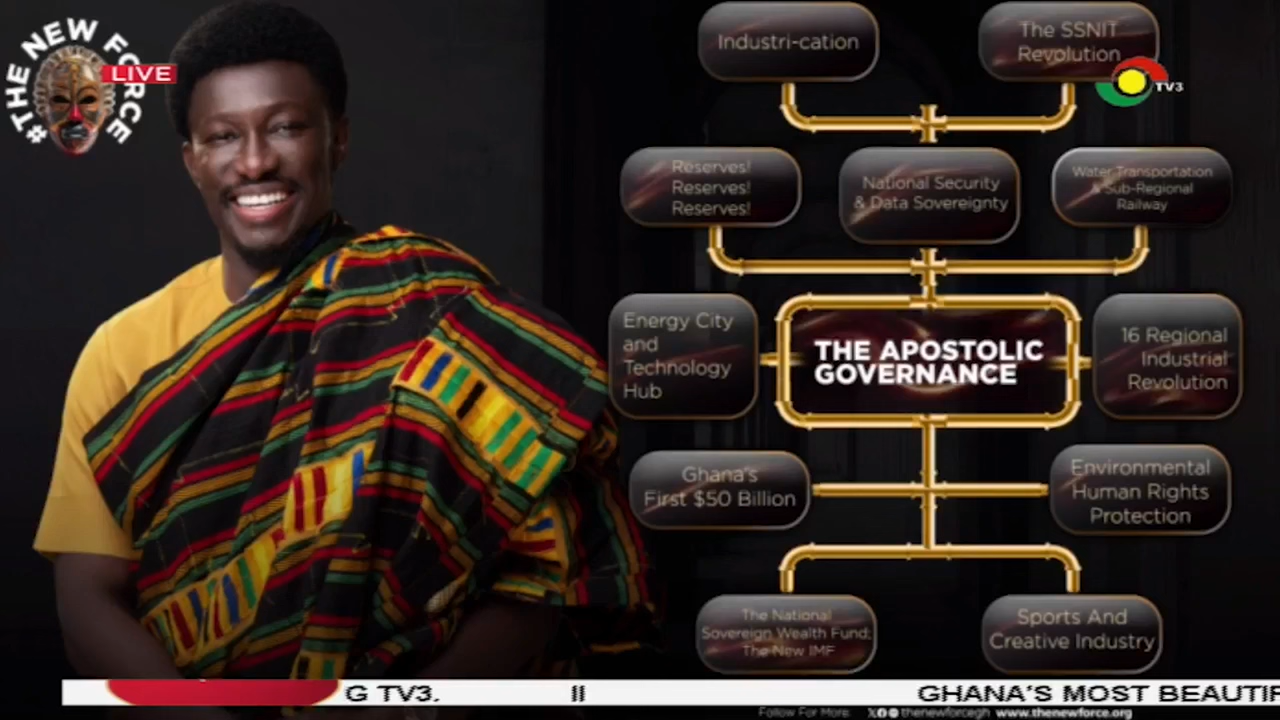 #THE NEW FORCE
LIVE
Industri-cation
The SSNIT
Revolution
TV3
Reserves!
Reserves!
Reserves!
National Security
& Data Sovereignty
Water Transportation
& Sub-Regional
Railway
Energy City
and
Technology
Hub
THE APOSTOLIC
GOVERNANCE
16 Regional
Industrial
Revolution
Ghana's
First $50 Billion
Environmental
Human Rights
Protection
The National
Sovereign Wealth Fund;
The New IMF
Sports And
Creative Industry
G TV3. II GHANA'S MOST BEAUTIF
Follow For More: thenewforcegh www.thenewforce.org